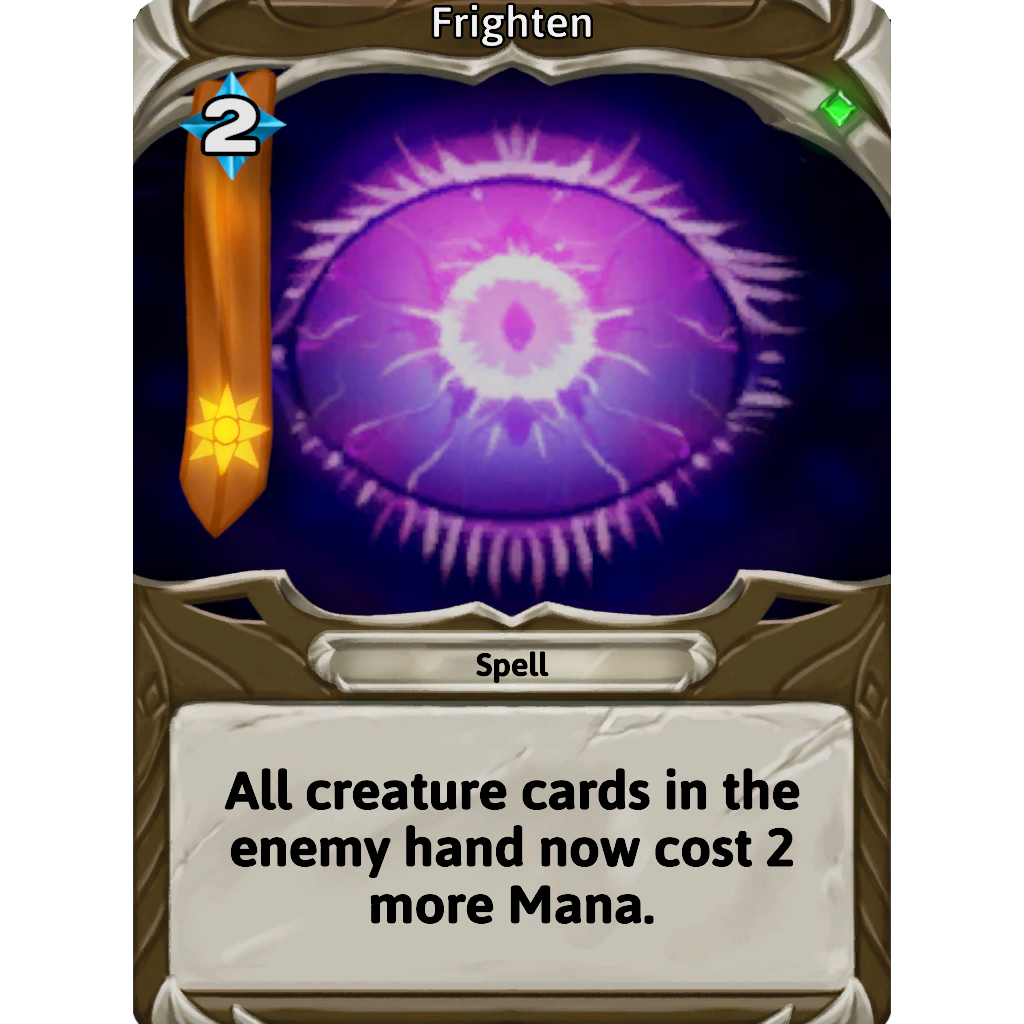 Frighten
2
Spell
All creature cards in the
enemy hand now cost 2
more Mana.